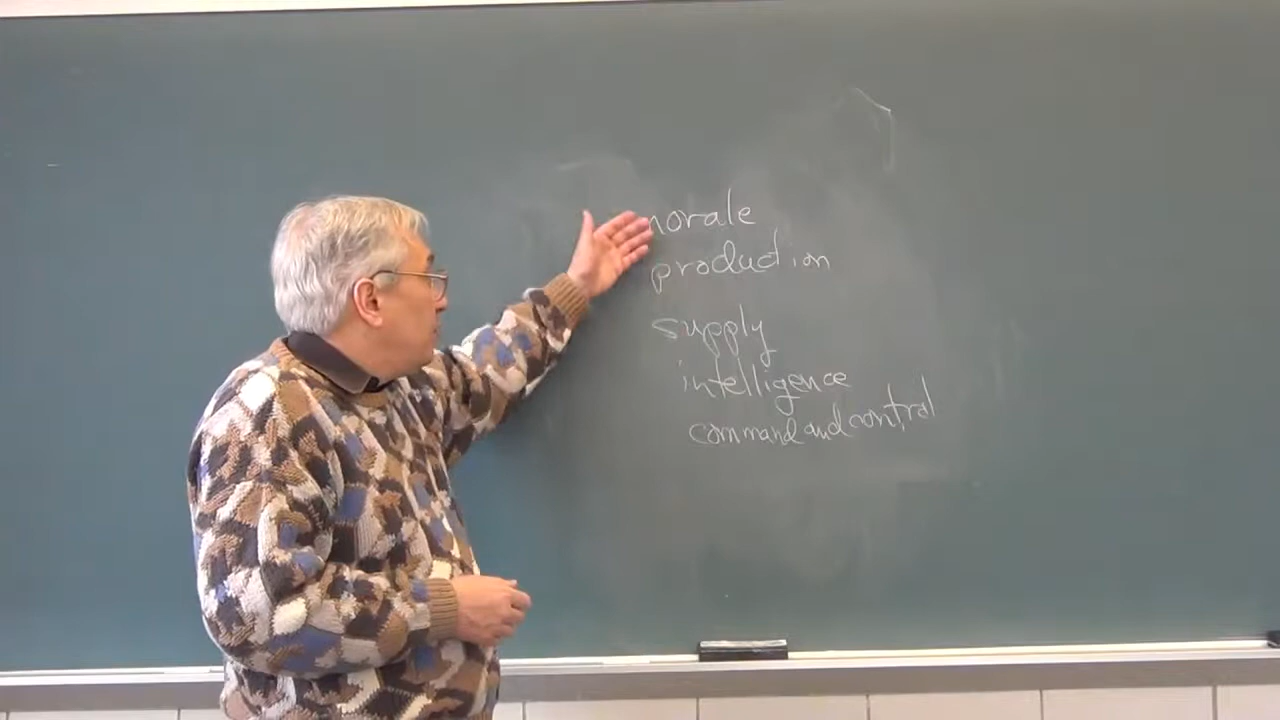 morale
production
supply
intelligence
command and control